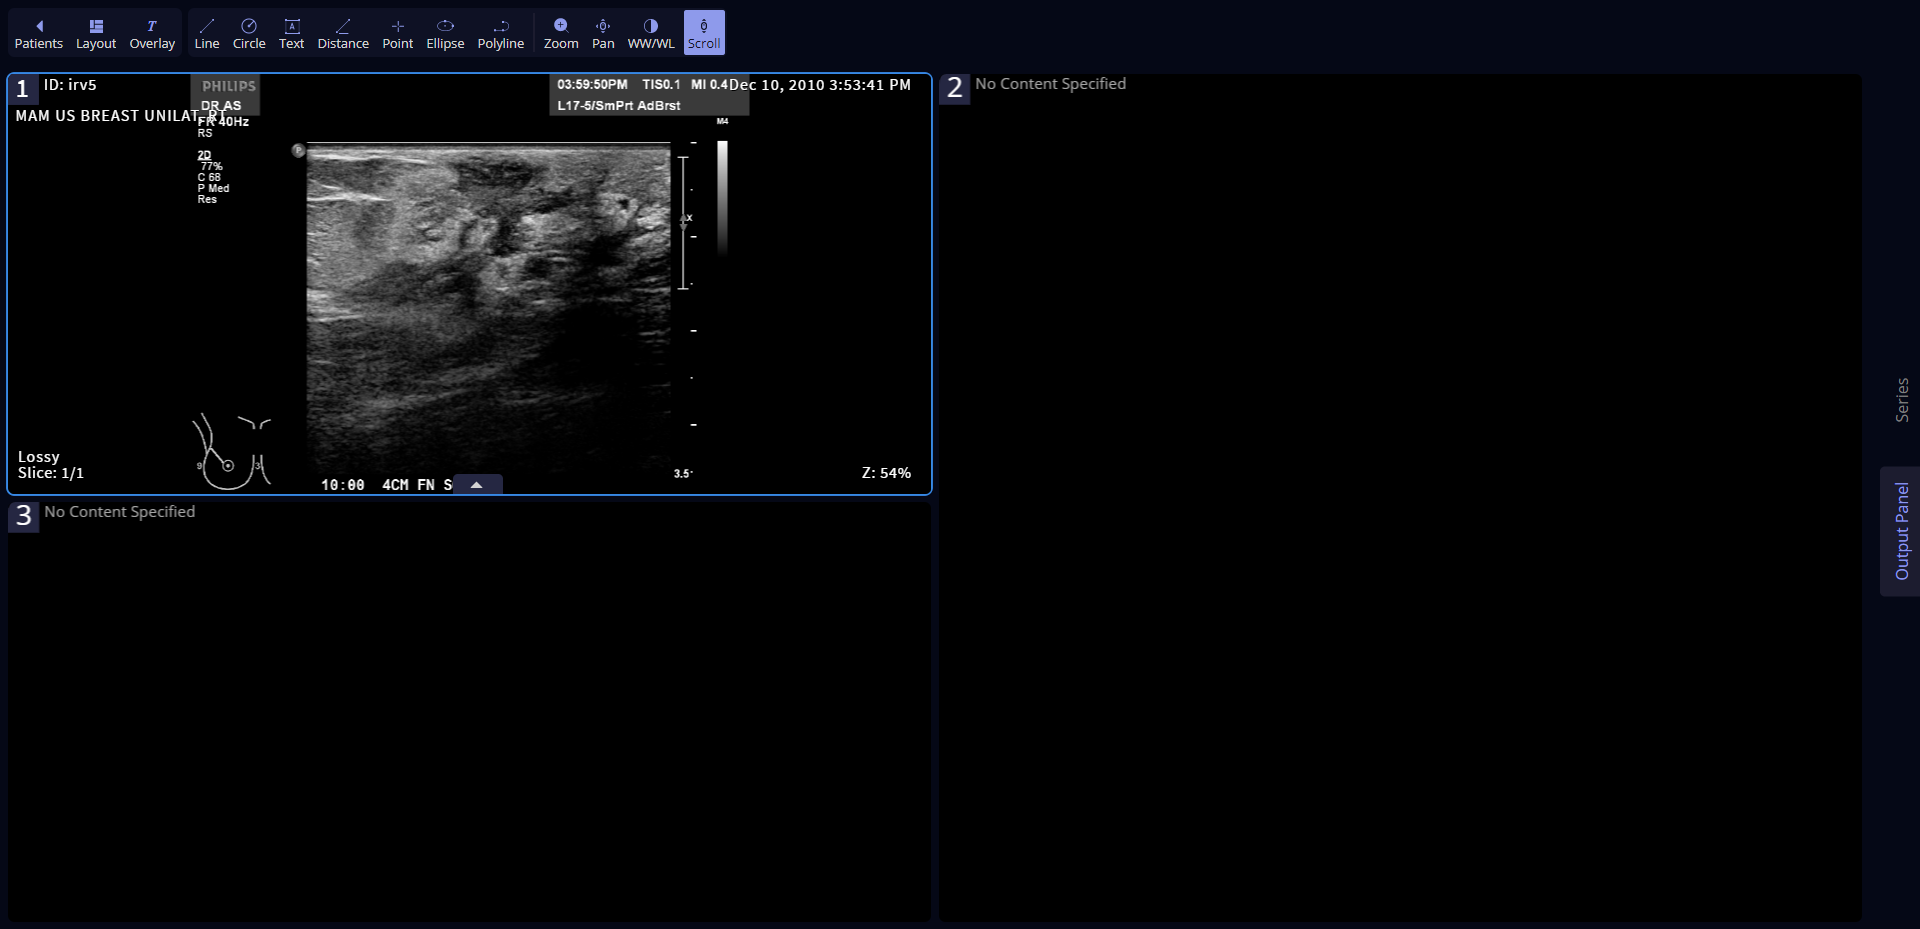 Patients Layout Overlay Line Circle Text Distance Point Ellipse Polyline Zoom Pan WW/WL Scroll
1 ID: irv5
PHILIPS
DR AS
MAM US BREAST UNILAT RT
03:59:50PM TIS0.1 MI 0.4
Dec 10, 2010 3:53:41 PM
L17-5/SmPrt AdBrst
FR 40Hz
RS
2D
77%
C 68
P Med
Res
M4
P
x
9 3
3.5
10:00 4CM FN
Lossy
Slice: 1/1
Z: 54%
2 No Content Specified
3 No Content Specified
Series
Output Panel